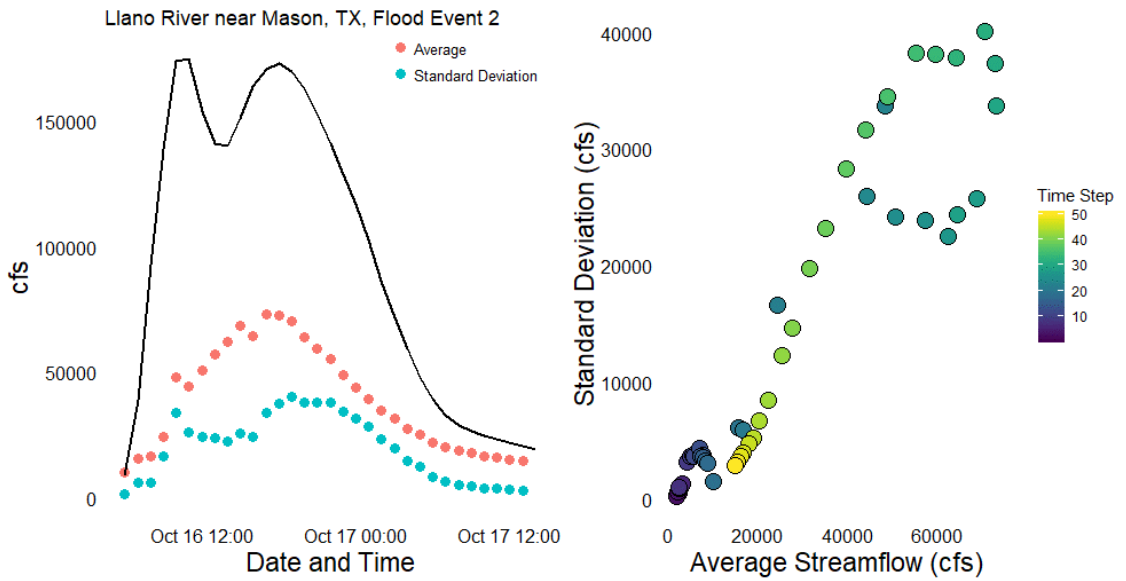 Llano River near Mason, TX, Flood Event 2
Average
Standard Deviation
cfs
150000
100000
50000
0
Oct 16 12:00
Oct 17 00:00
Oct 17 12:00
Date and Time
Standard Deviation (cfs)
40000
30000
20000
10000
0
0
20000
40000
60000
Average Streamflow (cfs)
Time Step
50
40
30
20
10